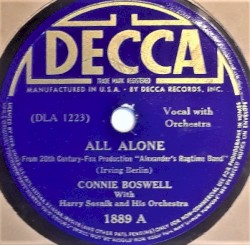 DECCA
TRADE MARK REGISTERED
MANUFACTURED IN U.S.A. · BY DECCA RECORDS, INC.
(DLA 1223)
Vocal with
Orchestra
ALL ALONE
From 20th Century-Fox Production "Alexander's Ragtime Band"
(Irving Berlin)
CONNIE BOSWELL
With
Harry Sosnik and His Orchestra
1889 A